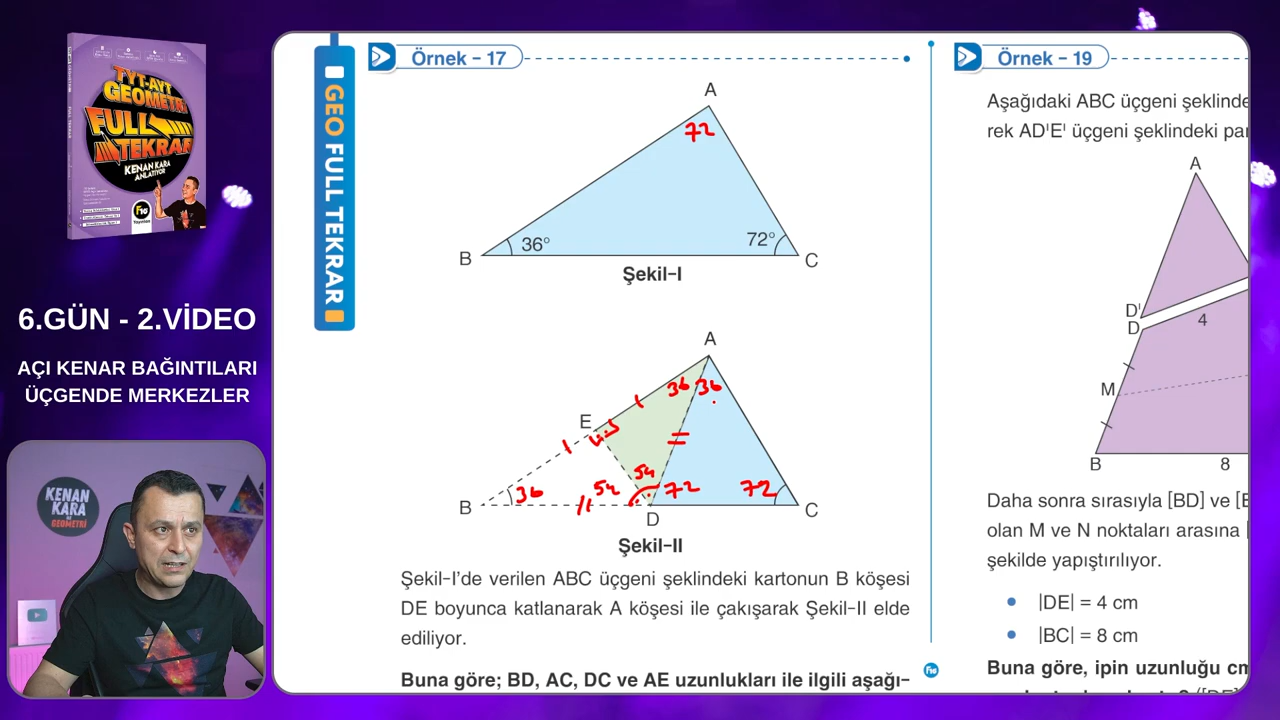 TYT-AYT
GEOMETRİ
FULL
TEKRAR
KENAN KARA
ANLATIYOR
6.GÜN - 2.VİDEO
AÇI KENAR BAĞINTILARI
ÜÇGENDE MERKEZLER
KENAN
KARA
GEOMETRİ
GEO FULL TEKRAR
Örnek – 17
A
72
B
36°
72°
C
Şekil–I
A
36
36
1
E
1
54
36
54
72
72
B
D
C
Şekil–II
Şekil–I’de verilen ABC üçgeni şeklindeki kartonun B köşesi
DE boyunca katlanarak A köşesi ile çakışarak Şekil–II elde
ediliyor.
Buna göre; BD, AC, DC ve AE uzunlukları ile ilgili aşağı–
Örnek – 19
Aşağıdaki ABC üçgeni şeklinde
rek AD'E' üçgeni şeklindeki pa
A
D'
D
4
M
B
8
Daha sonra sırasıyla [BD] ve [E
olan M ve N noktaları arasına
şekilde yapıştırılıyor.
• |DE| = 4 cm
• |BC| = 8 cm
Buna göre, ipin uzunluğu cm